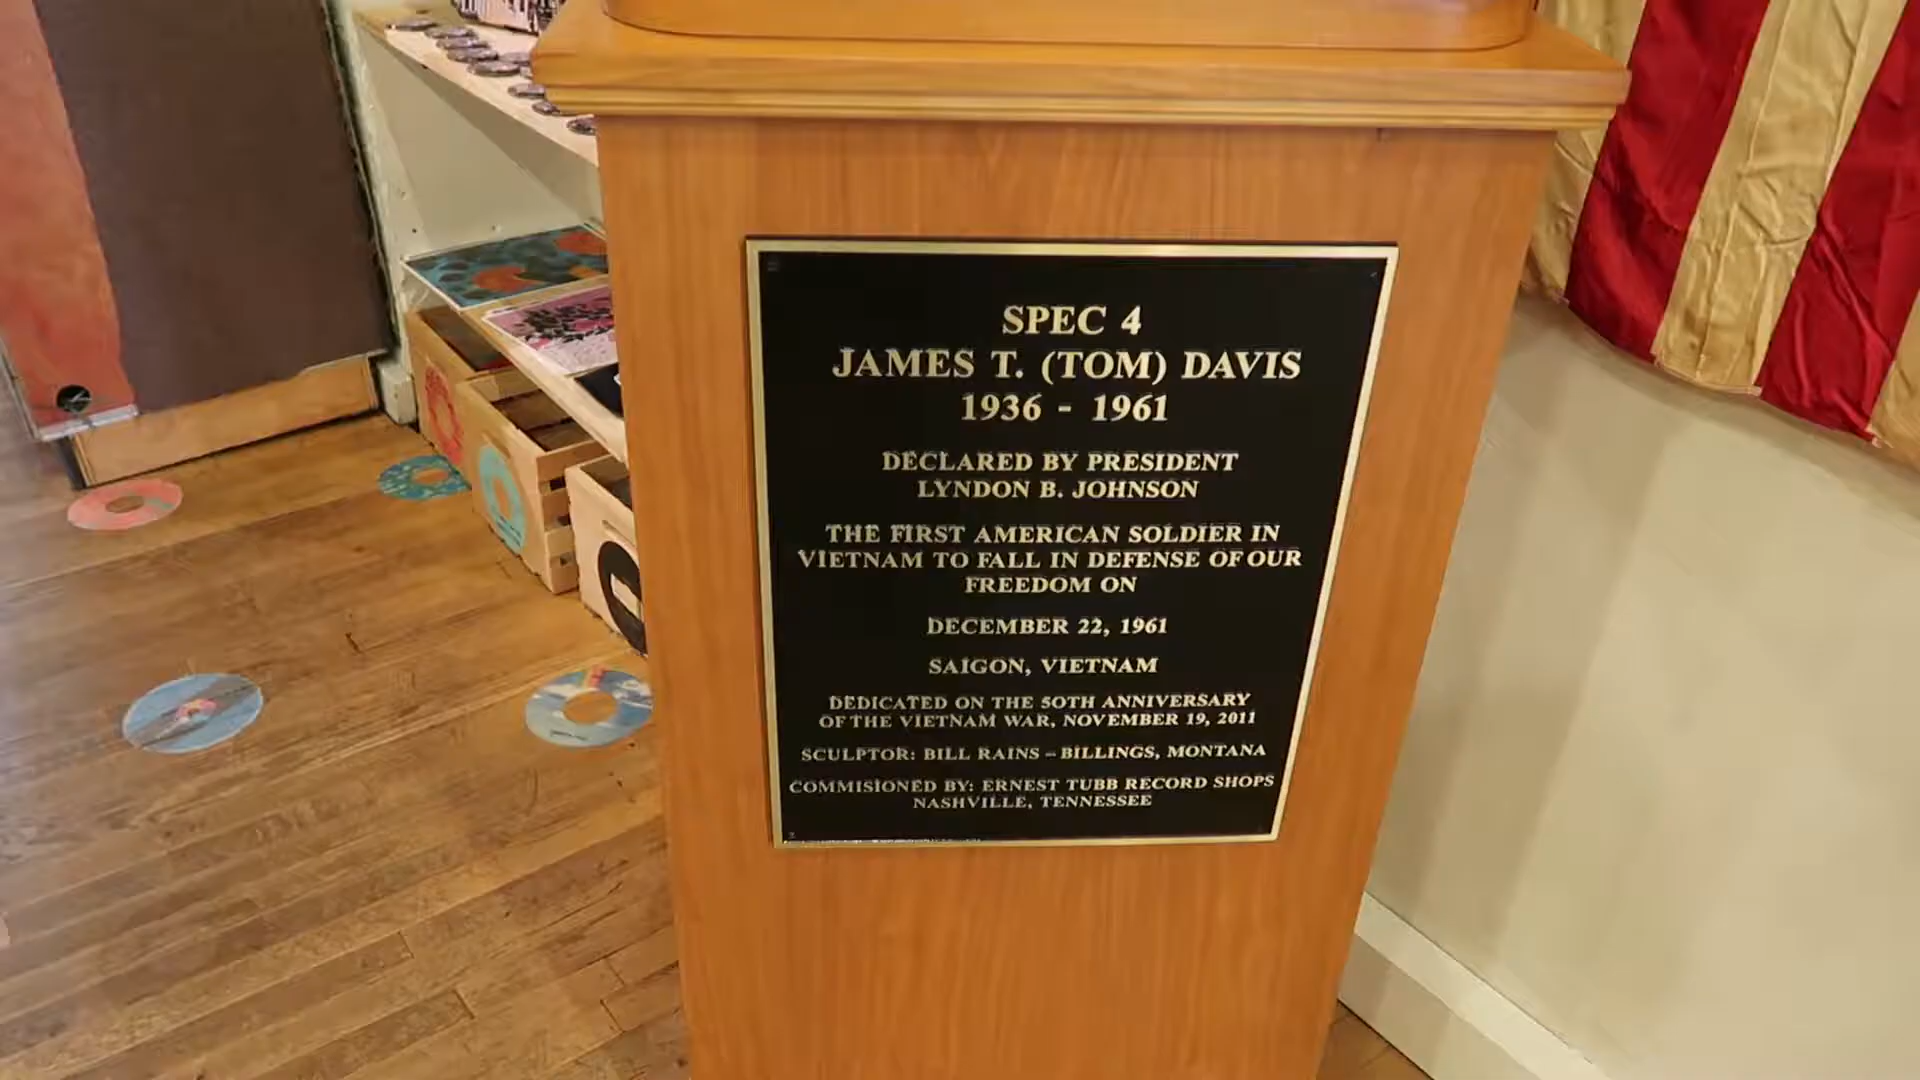 SPEC 4
JAMES T. (TOM) DAVIS
1936 - 1961
DECLARED BY PRESIDENT
LYNDON B. JOHNSON
THE FIRST AMERICAN SOLDIER IN
VIETNAM TO FALL IN DEFENSE OF OUR
FREEDOM ON
DECEMBER 22, 1961
SAIGON, VIETNAM
DEDICATED ON THE 50TH ANNIVERSARY
OF THE VIETNAM WAR, NOVEMBER 19, 2011
SCULPTOR: BILL RAINS - BILLINGS, MONTANA
COMMISIONED BY: ERNEST TUBB RECORD SHOPS
NASHVILLE, TENNESSEE